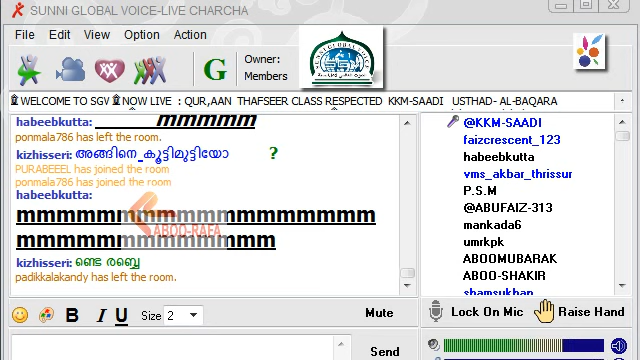 SUNNI GLOBAL VOICE-LIVE CHARCHA
File Edit View Option Action
G
Owner:
Members
WELCOME TO SGV NOW LIVE : QUR,AAN THAFSEER CLASS RESPECTED KKM-SAADI USTHAD- AL-BAQARA
habeebkutta: mmmmm
ponmala786 has left the room.
kizhisseri: അങ്ങിനെ_കൂട്ടിമുട്ടിയോ ?
PURABEEEL has joined the room
ponmala786 has joined the room
habeebkutta:
mmmmmmmmmmmmmmmmmm
mmmmmmmmmmmmm
ABOO-RAFA
kizhisseri: ണ്ടെ റബ്ബെ
padikkalakandy has left the room.
@KKM-SAADI
faizcrescent_123
habeebkutta
vms_akbar_thrissur
P.S.M
@ABUFAIZ-313
mankada6
umrkpk
ABOOMUBARAK
ABOO-SHAKIR
shamsukhan
B I U Size 2 Mute
Lock On Mic Raise Hand
Send